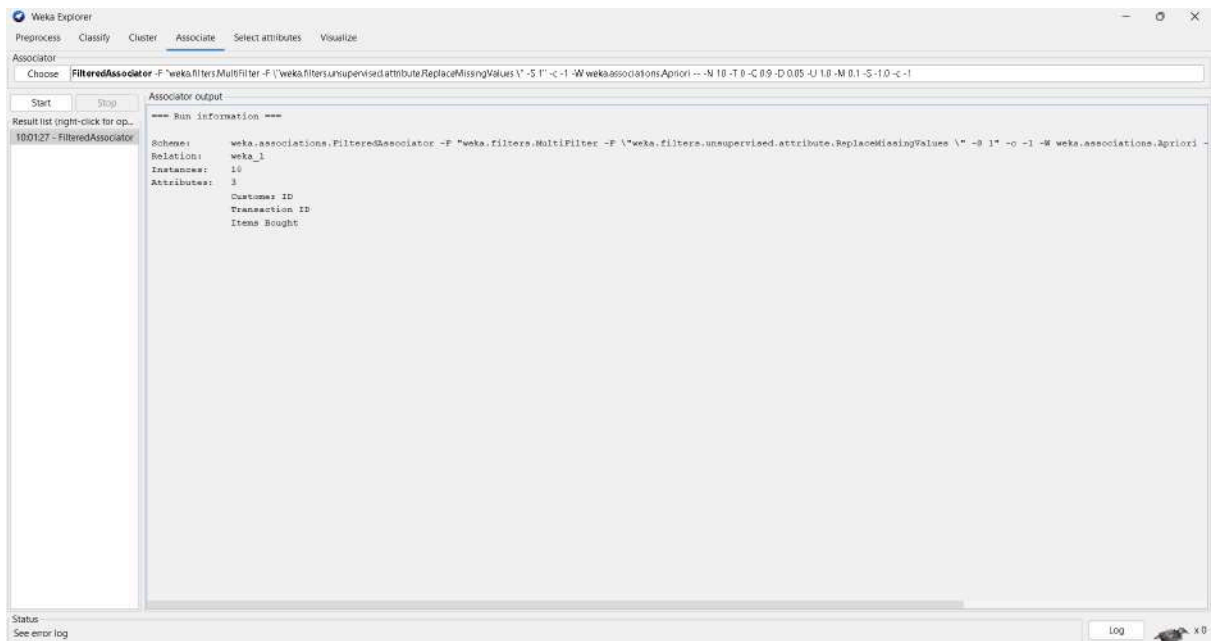 Weka Explorer
Preprocess Classify Cluster Associate Select attributes Visualize
Associator
Choose FilteredAssociator -F "weka.filters.MultiFilter -F \"weka.filters.unsupervised.attribute.ReplaceMissingValues \" -S 1" -c -1 -W weka.associations.Apriori -- -N 10 -T 0 -C 0.9 -D 0.05 -U 1.0 -M 0.1 -S -1.0 -c -1
Start Stop
Result list (right-click for op...
10:01:27 - FilteredAssociator
Associator output
=== Run information ===
Scheme: weka.associations.FilteredAssociator -F "weka.filters.MultiFilter -F \"weka.filters.unsupervised.attribute.ReplaceMissingValues \" -S 1" -c -1 -W weka.associations.Apriori -
Relation: weka_1
Instances: 10
Attributes: 3
Customer ID
Transaction ID
Items Bought
Status
See error log
Log x 0